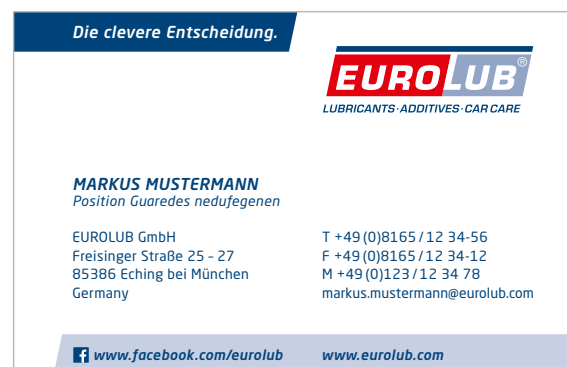 Die clevere Entscheidung.
EUROLUB®
LUBRICANTS·ADDITIVES·CAR CARE
MARKUS MUSTERMANN
Position Guaredes nedufegenen
EUROLUB GmbH
Freisinger Straße 25 – 27
85386 Eching bei München
Germany
T +49 (0)8165 / 12 34-56
F +49 (0)8165 / 12 34-12
M +49 (0)123 / 12 34 78
markus.mustermann@eurolub.com
www.facebook.com/eurolub
www.eurolub.com